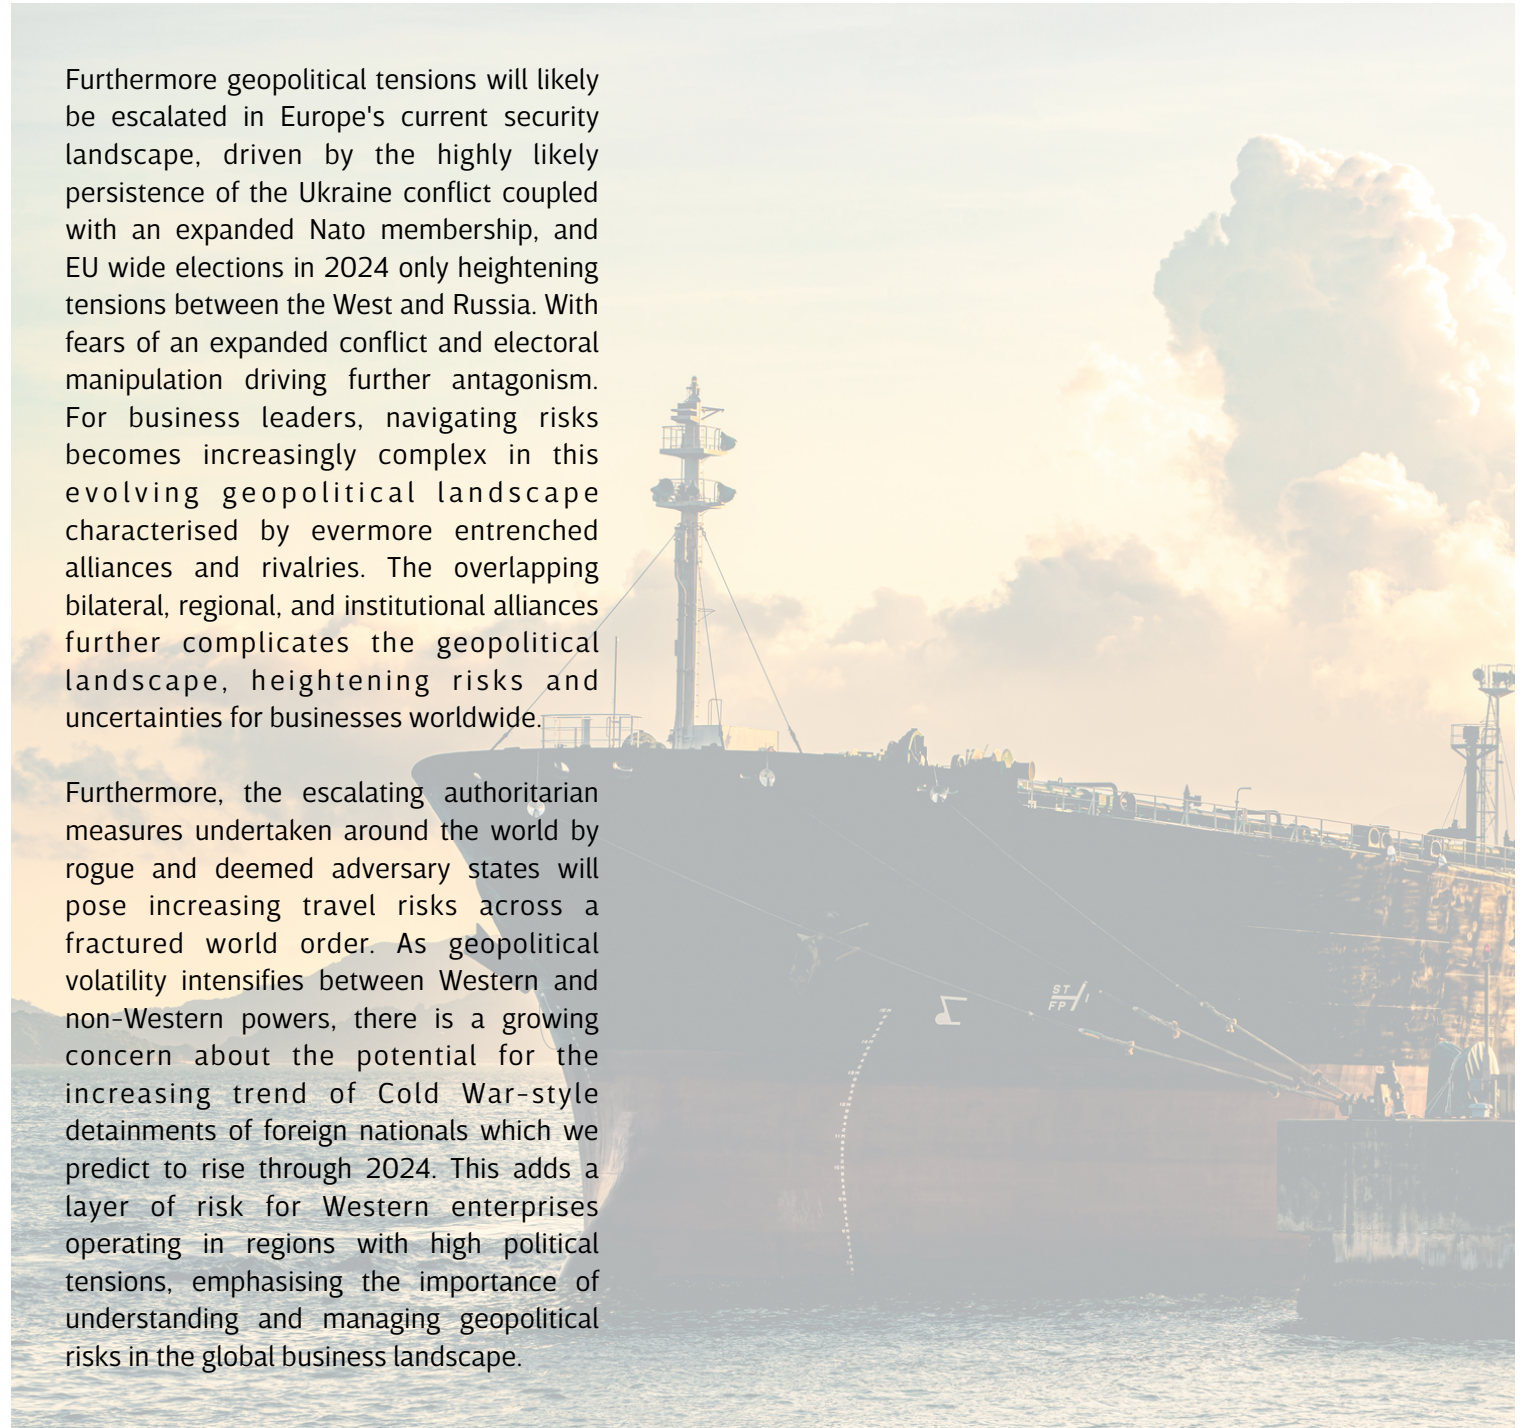 Furthermore geopolitical tensions will likely
be escalated in Europe's current security
landscape, driven by the highly likely
persistence of the Ukraine conflict coupled
with an expanded Nato membership, and
EU wide elections in 2024 only heightening
tensions between the West and Russia. With
fears of an expanded conflict and electoral
manipulation driving further antagonism.
For business leaders, navigating risks
becomes increasingly complex in this
evolving geopolitical landscape
characterised by evermore entrenched
alliances and rivalries. The overlapping
bilateral, regional, and institutional alliances
further complicates the geopolitical
landscape, heightening risks and
uncertainties for businesses worldwide.
Furthermore, the escalating authoritarian
measures undertaken around the world by
rogue and deemed adversary states will
pose increasing travel risks across a
fractured world order. As geopolitical
volatility intensifies between Western and
non-Western powers, there is a growing
concern about the potential for the
increasing trend of Cold War-style
detainments of foreign nationals which we
predict to rise through 2024. This adds a
layer of risk for Western enterprises
operating in regions with high political
tensions, emphasising the importance of
understanding and managing geopolitical
risks in the global business landscape.
ST
FP